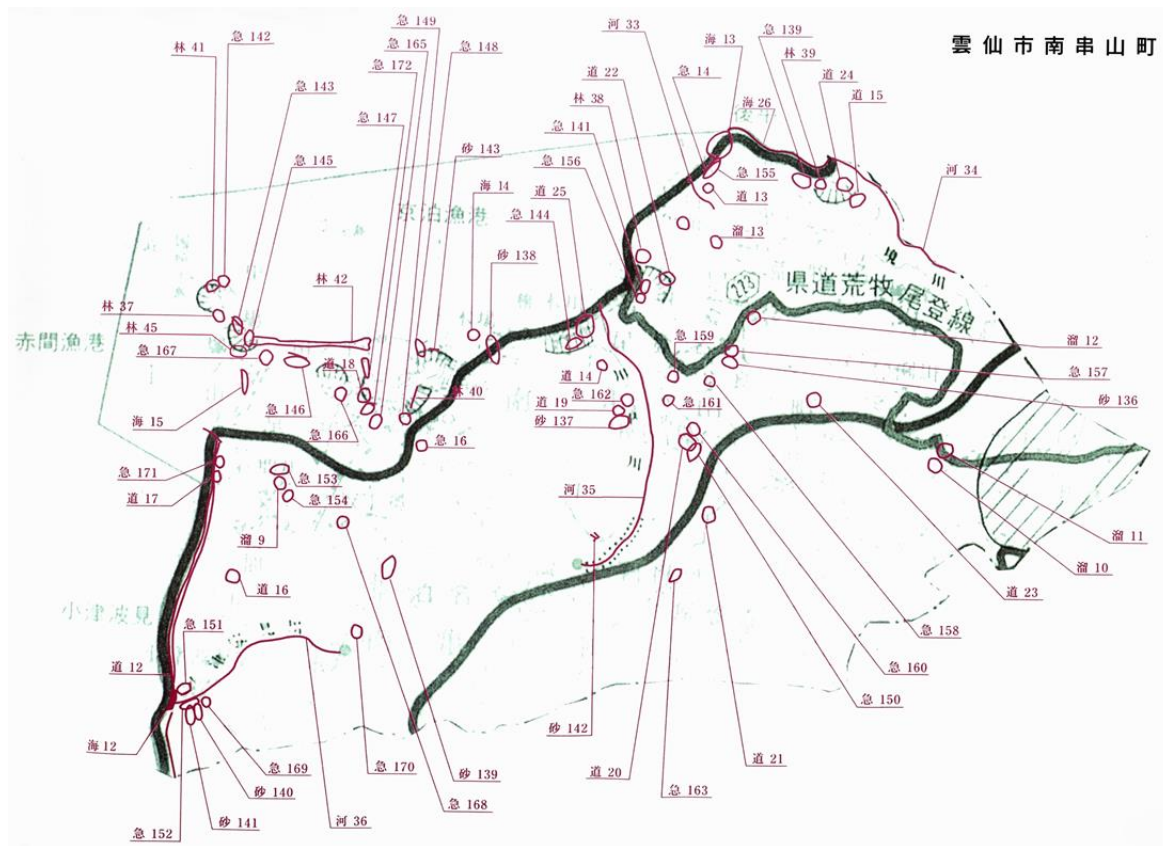 雲仙市南串山町
急 149
河 33
海 13
急 139
林 41
急 142
急 165
急 148
道 22
急 14
林 39
道 24
急 172
林 38
海 26
道 15
急 143
急 147
急 141
急 145
砂 143
急 156
急 155
河 34
海 14
道 25
道 13
京泊漁港
急 144
溜 13
境川
砂 138
林 42
223
県道荒牧尾登線
林 37
林 45
赤間漁港
急 167
道 18
急 159
溜 12
道 14
川
急 157
急 162
林 40
海 15
急 146
道 19
急 161
砂 136
砂 137
急 166
急 16
川
急 171
急 153
道 17
急 154
河 35
溜 9
溜 11
溜 10
道 16
道 23
小津波見
急 151
急 158
道 12
急 160
急 150
海 12
砂 142
急 169
急 170
砂 139
道 20
道 21
砂 140
急 163
急 168
砂 141
河 36
急 152